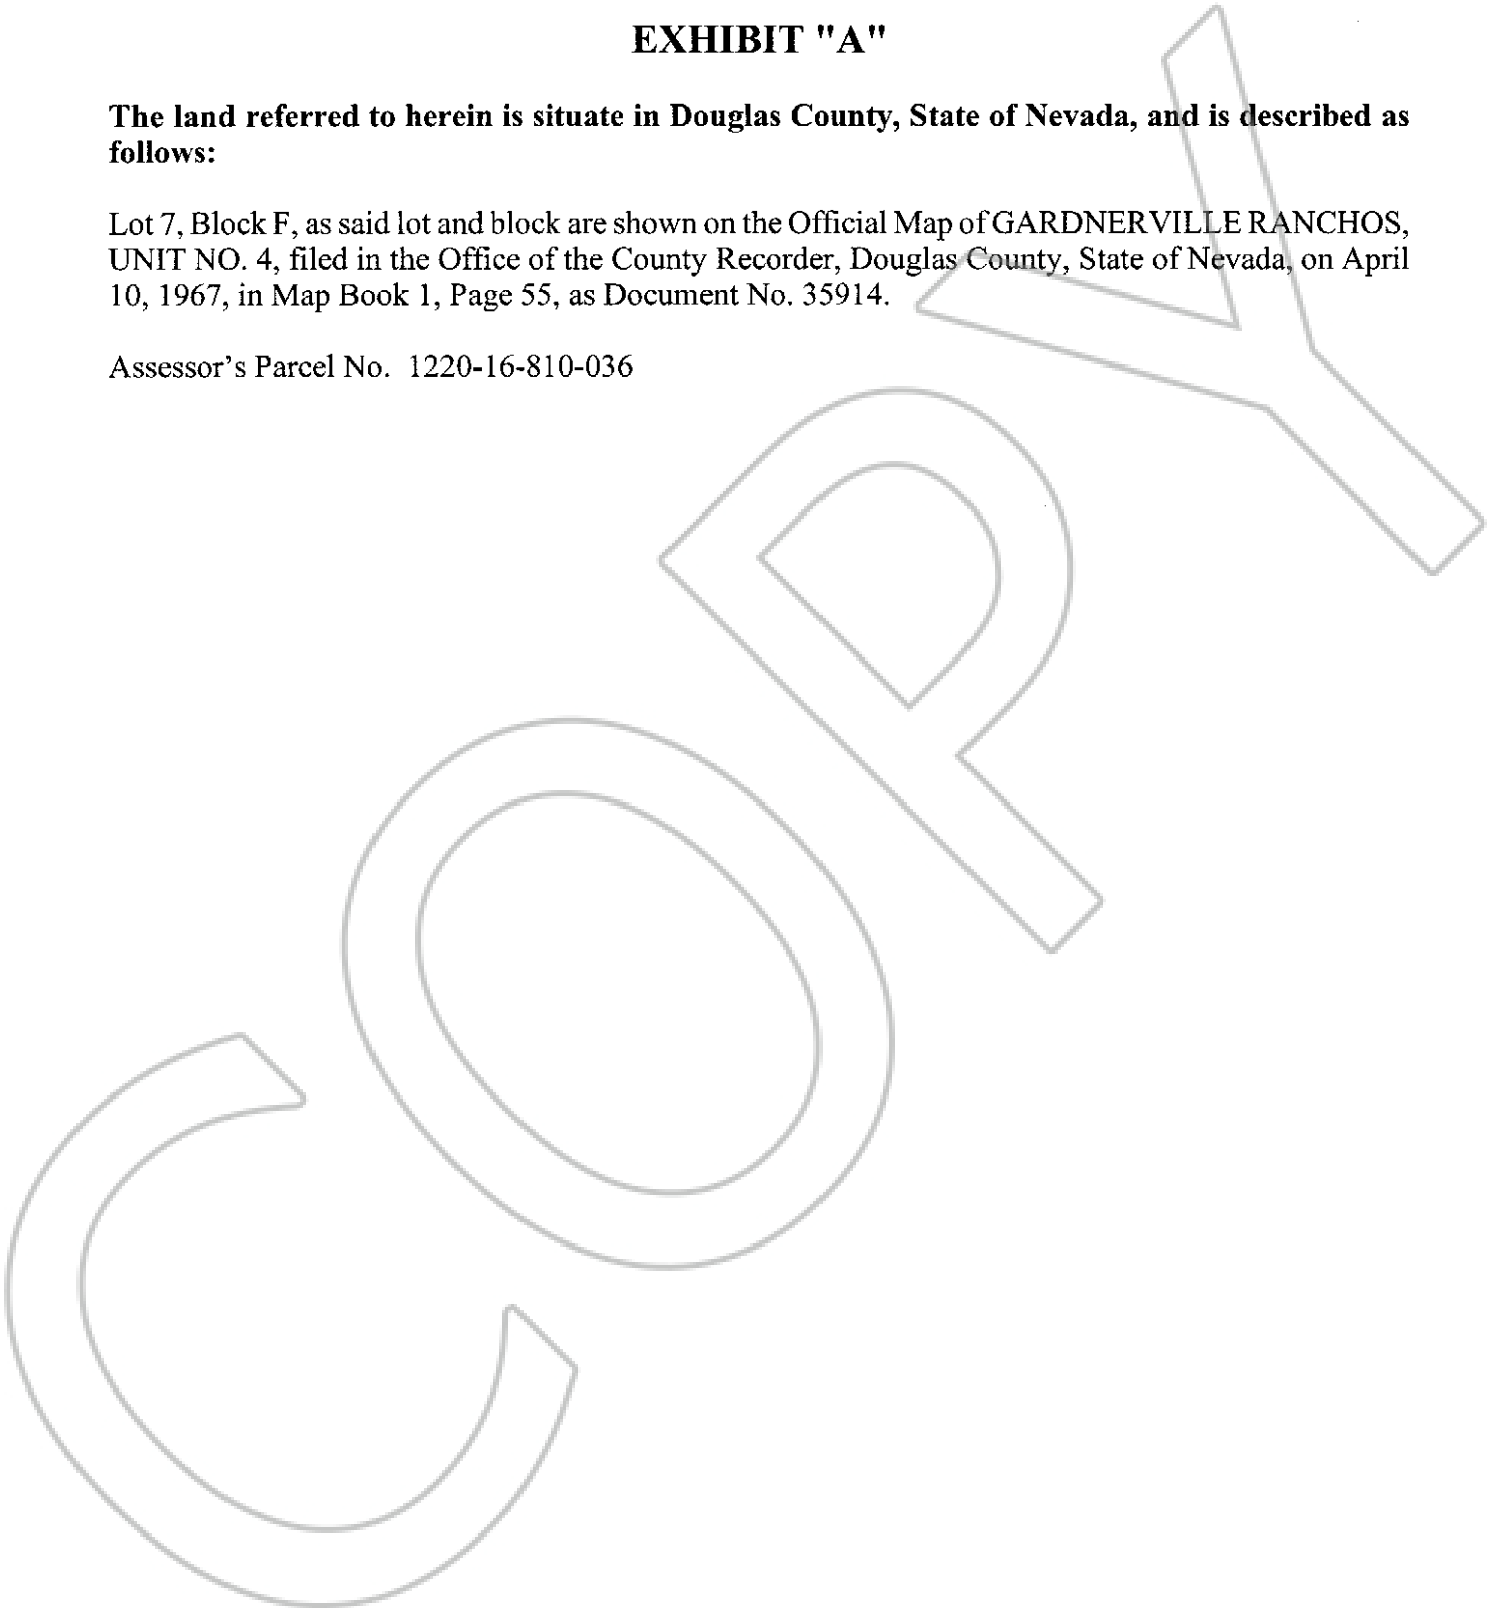 EXHIBIT "A"
The land referred to herein is situate in Douglas County, State of Nevada, and is described as
follows:
Lot 7, Block F, as said lot and block are shown on the Official Map of GARDNERVILLE RANCHOS,
UNIT NO. 4, filed in the Office of the County Recorder, Douglas County, State of Nevada, on April
10, 1967, in Map Book 1, Page 55, as Document No. 35914.
Assessor's Parcel No. 1220-16-810-036
COPY